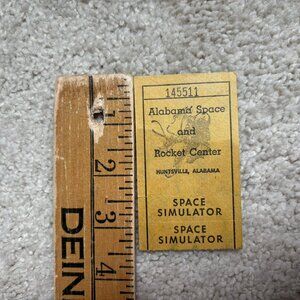 145511
Alabama Space
and
Rocket Center
HUNTSVILLE, ALABAMA
SPACE
SIMULATOR
SPACE
SIMULATOR
1
2
3
4
DEIN